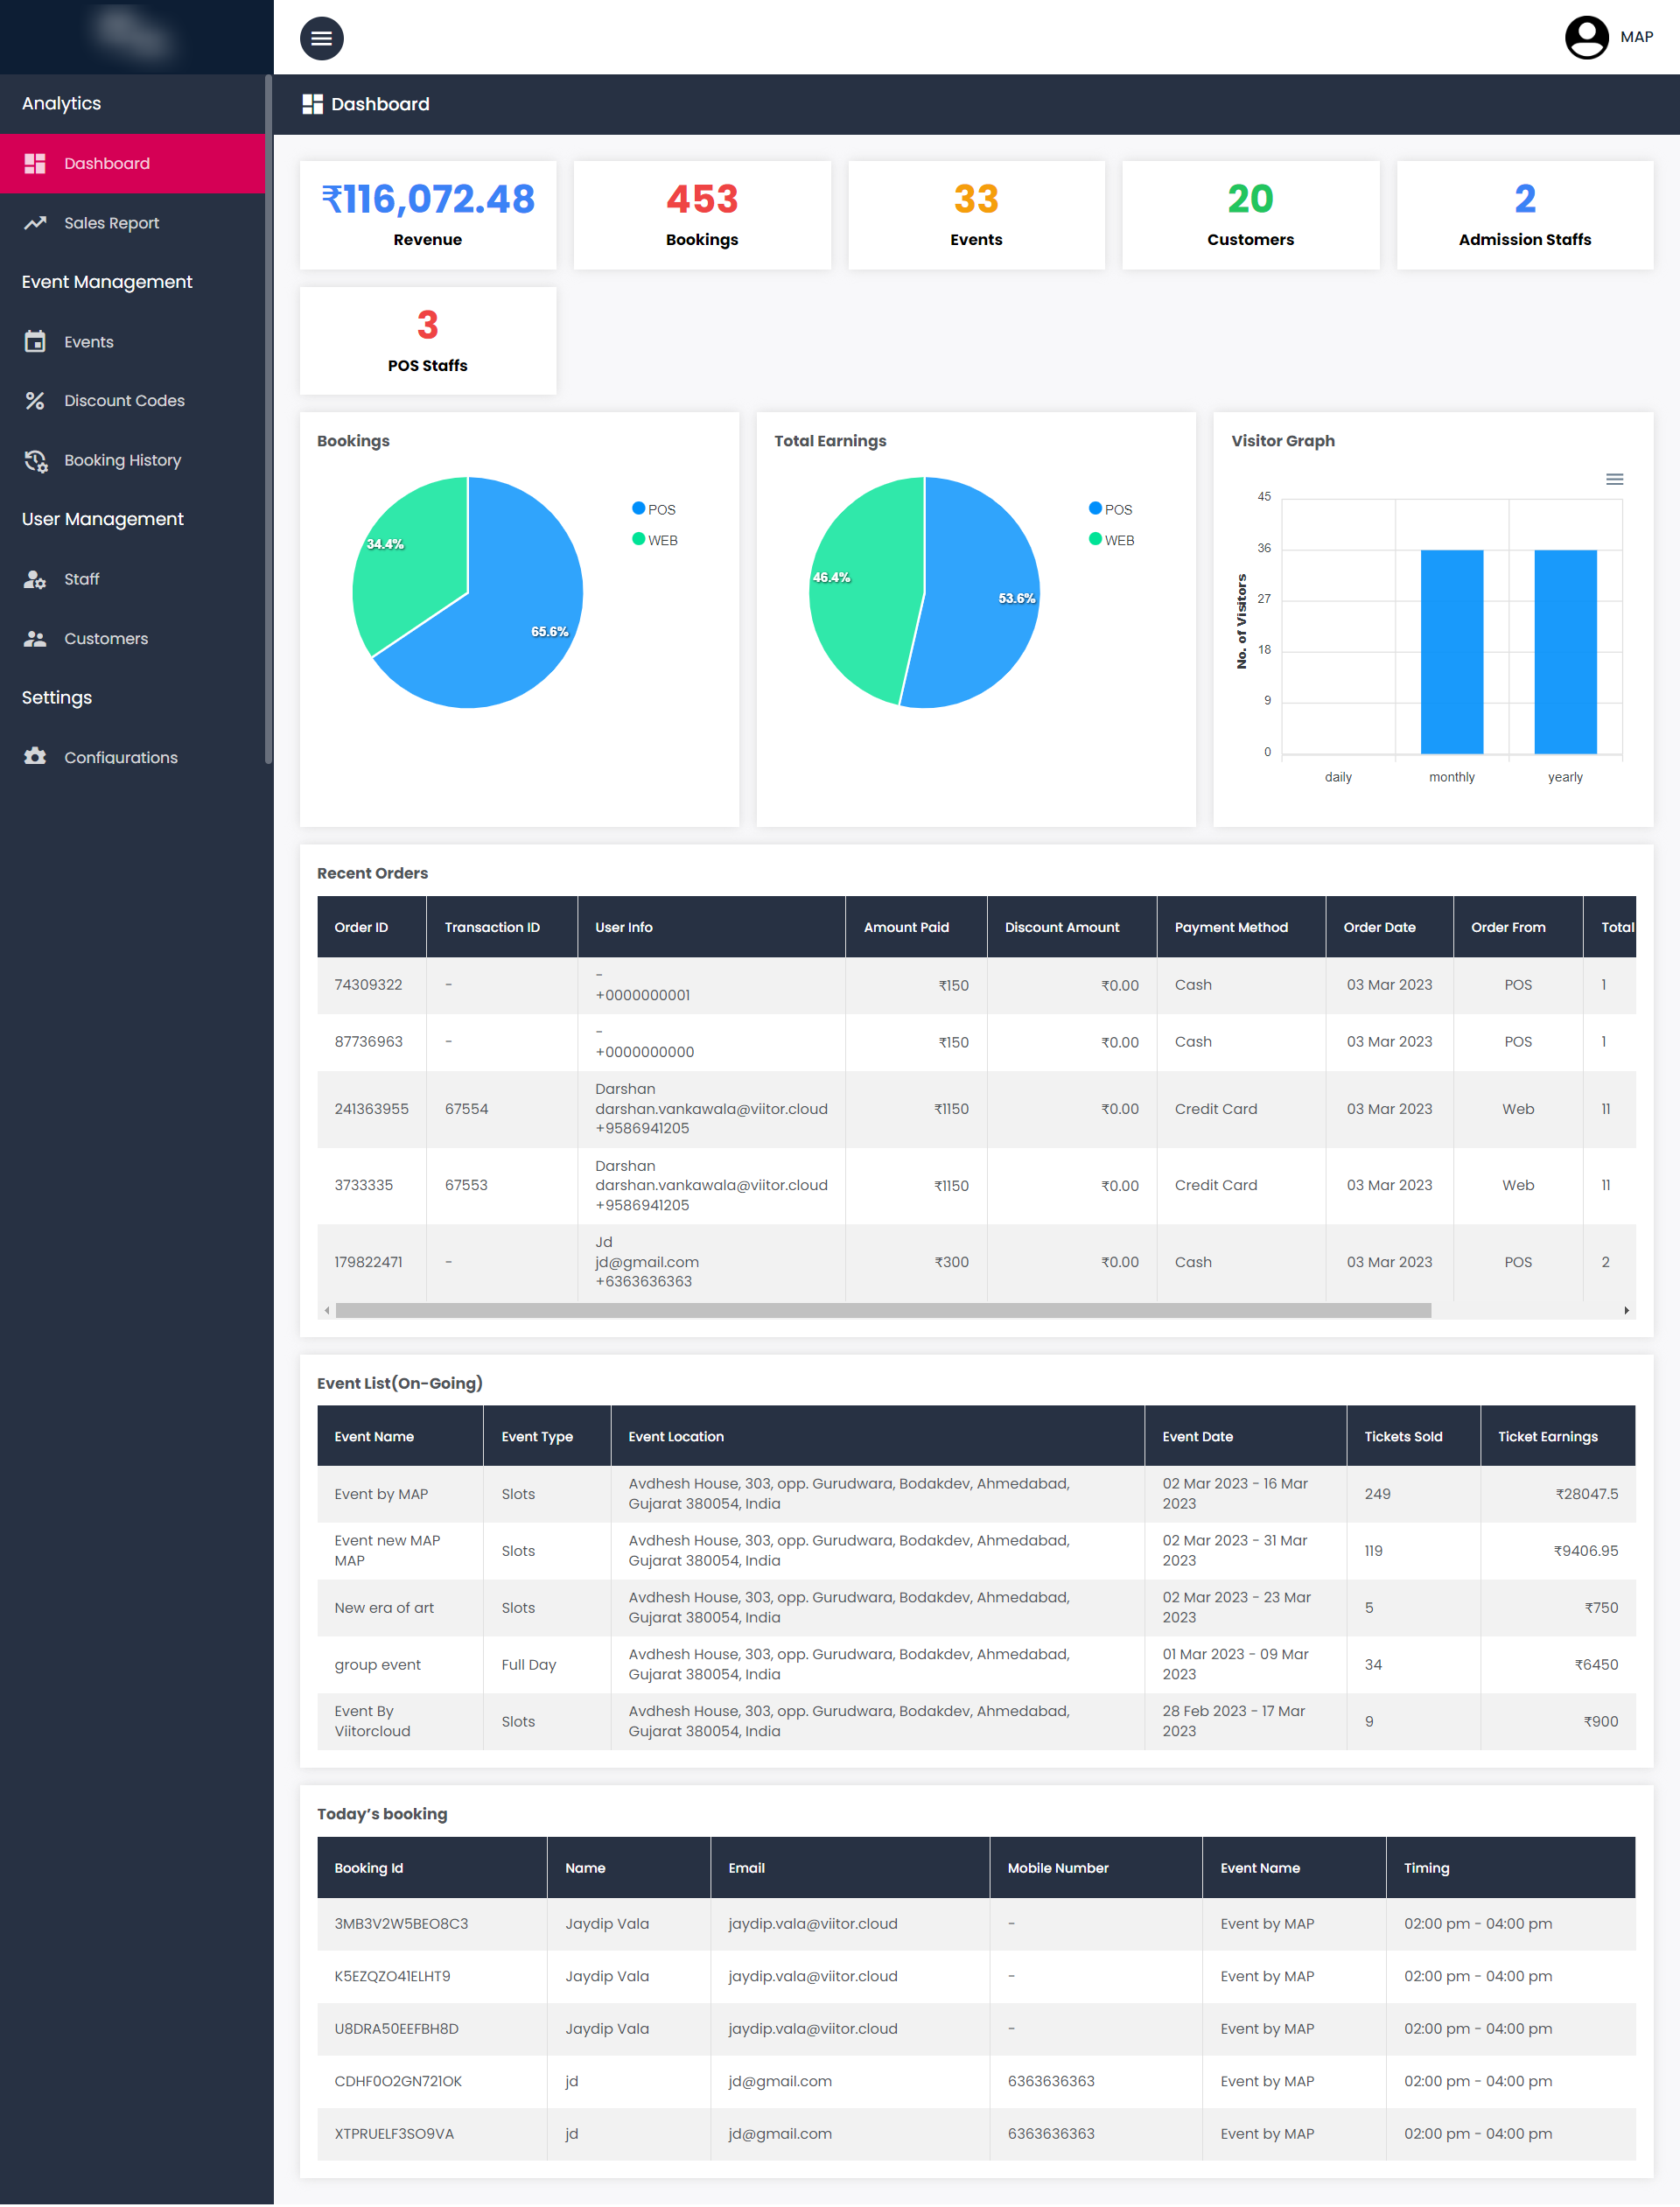 MAP
Analytics
Dashboard
Sales Report
Event Management
Events
Discount Codes
Booking History
User Management
Staff
Customers
Settings
Configurations
Dashboard
₹116,072.48
Revenue
453
Bookings
33
Events
20
Customers
2
Admission Staffs
3
POS Staffs
Bookings
34.4%
65.6%
POS
WEB
Total Earnings
46.4%
53.6%
POS
WEB
Visitor Graph
No. of Visitors
45
36
27
18
9
0
daily monthly yearly
Recent Orders
Order ID Transaction ID User Info Amount Paid Discount Amount Payment Method Order Date Order From Total
74309322 - - ₹150 ₹0.00 Cash 03 Mar 2023 POS 1
+0000000001
87736963 - - ₹150 ₹0.00 Cash 03 Mar 2023 POS 1
+0000000000
Darshan
241363955 67554 darshan.vankawala@viitor.cloud ₹1150 ₹0.00 Credit Card 03 Mar 2023 Web 11
+9586941205
Darshan
3733335 67553 darshan.vankawala@viitor.cloud ₹1150 ₹0.00 Credit Card 03 Mar 2023 Web 11
+9586941205
Jd
179822471 - jd@gmail.com ₹300 ₹0.00 Cash 03 Mar 2023 POS 2
+6363636363
Event List(On-Going)
Event Name Event Type Event Location Event Date Tickets Sold Ticket Earnings
Event by MAP Slots Avdhesh House, 303, opp. Gurudwara, Bodakdev, Ahmedabad, 02 Mar 2023 - 16 Mar 249 ₹28047.5
Gujarat 380054, India 2023
Event new MAP Slots Avdhesh House, 303, opp. Gurudwara, Bodakdev, Ahmedabad, 02 Mar 2023 - 31 Mar 119 ₹9406.95
MAP Gujarat 380054, India 2023
New era of art Slots Avdhesh House, 303, opp. Gurudwara, Bodakdev, Ahmedabad, 02 Mar 2023 - 23 Mar 5 ₹750
Gujarat 380054, India 2023
group event Full Day Avdhesh House, 303, opp. Gurudwara, Bodakdev, Ahmedabad, 01 Mar 2023 - 09 Mar 34 ₹6450
Gujarat 380054, India 2023
Event By Slots Avdhesh House, 303, opp. Gurudwara, Bodakdev, Ahmedabad, 28 Feb 2023 - 17 Mar 9 ₹900
Viitorcloud Gujarat 380054, India 2023
Today's booking
Booking Id Name Email Mobile Number Event Name Timing
3MB3V2W5BEO8C3 Jaydip Vala jaydip.vala@viitor.cloud - Event by MAP 02:00 pm - 04:00 pm
K5EZQZO41ELHT9 Jaydip Vala jaydip.vala@viitor.cloud - Event by MAP 02:00 pm - 04:00 pm
U8DRA50EEFBH8D Jaydip Vala jaydip.vala@viitor.cloud - Event by MAP 02:00 pm - 04:00 pm
CDHF0O2GN721OK jd jd@gmail.com 6363636363 Event by MAP 02:00 pm - 04:00 pm
XTPRUELF3SO9VA jd jd@gmail.com 6363636363 Event by MAP 02:00 pm - 04:00 pm